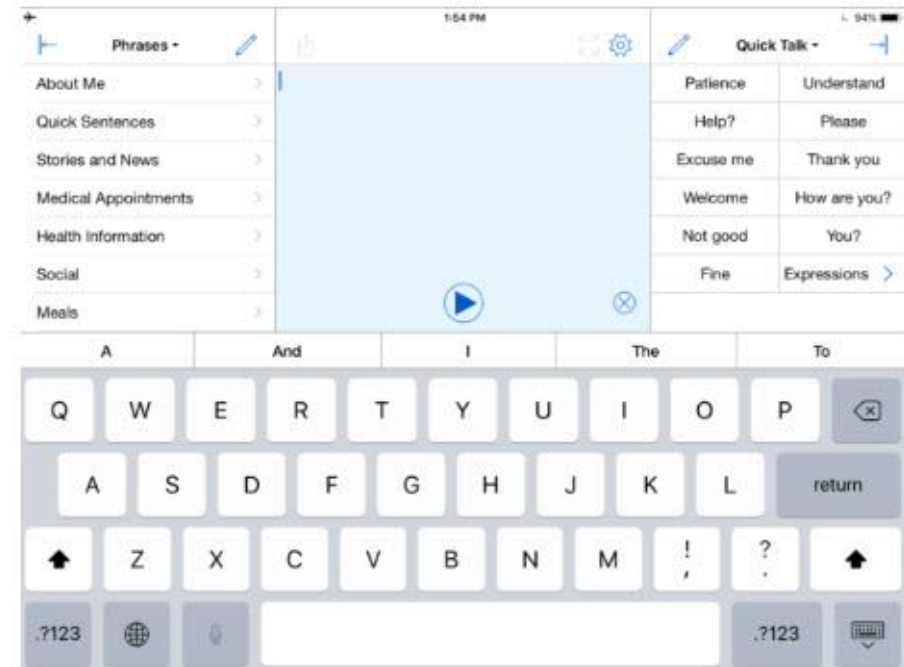 1:54 PM
94%
Phrases
Quick Talk
About Me
Quick Sentences
Stories and News
Medical Appointments
Health Information
Social
Meals
Patience Understand
Help? Please
Excuse me Thank you
Welcome How are you?
Not good You?
Fine Expressions >
A And I The To
Q W E R T Y U I O P
A S D F G H J K L return
Z X C V B N M ! , ? .
.?123 .?123